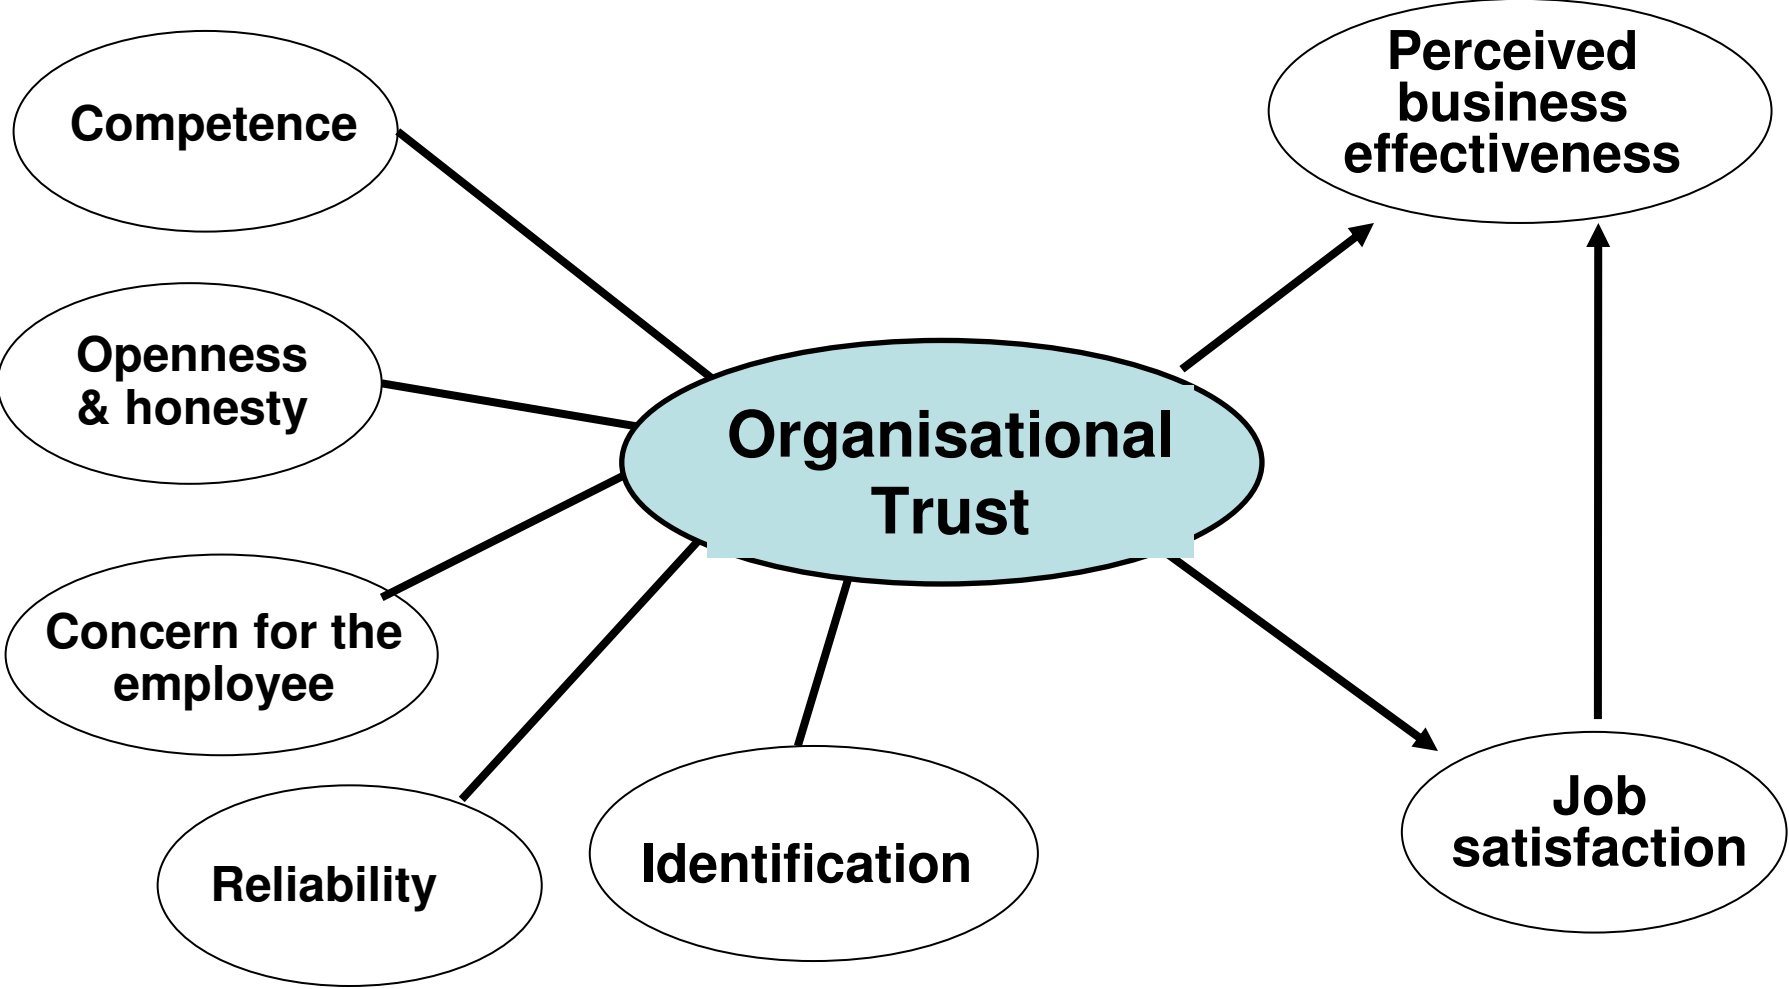 Competence
Openness
& honesty
Concern for the
employee
Reliability
Identification
Organisational
Trust
Perceived
business
effectiveness
Job
satisfaction